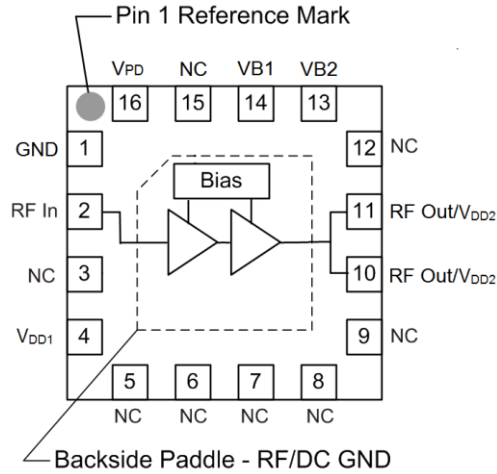 Pin 1 Reference Mark
VPD NC VB1 VB2
16 15 14 13
GND 1 12 NC
Bias
RF In 2 11 RF Out/VDD2
NC 3 10 RF Out/VDD2
VDD1 4 9 NC
5 6 7 8
NC NC NC NC
Backside Paddle - RF/DC GND